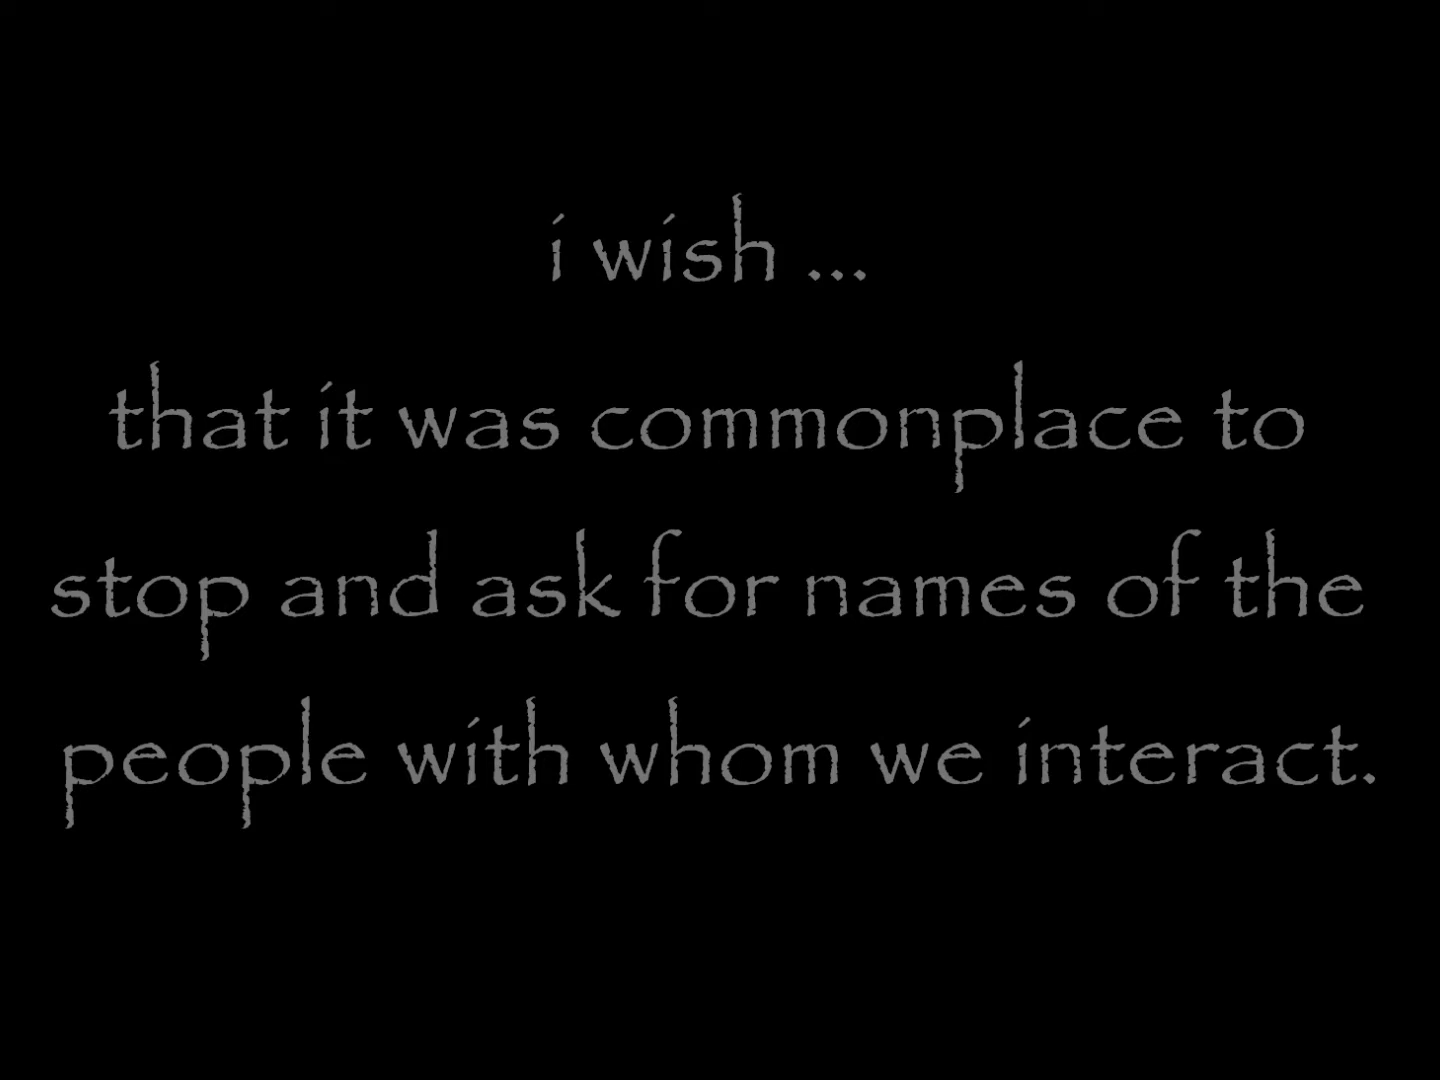 i wish ...
that it was commonplace to
stop and ask for names of the
people with whom we interact.